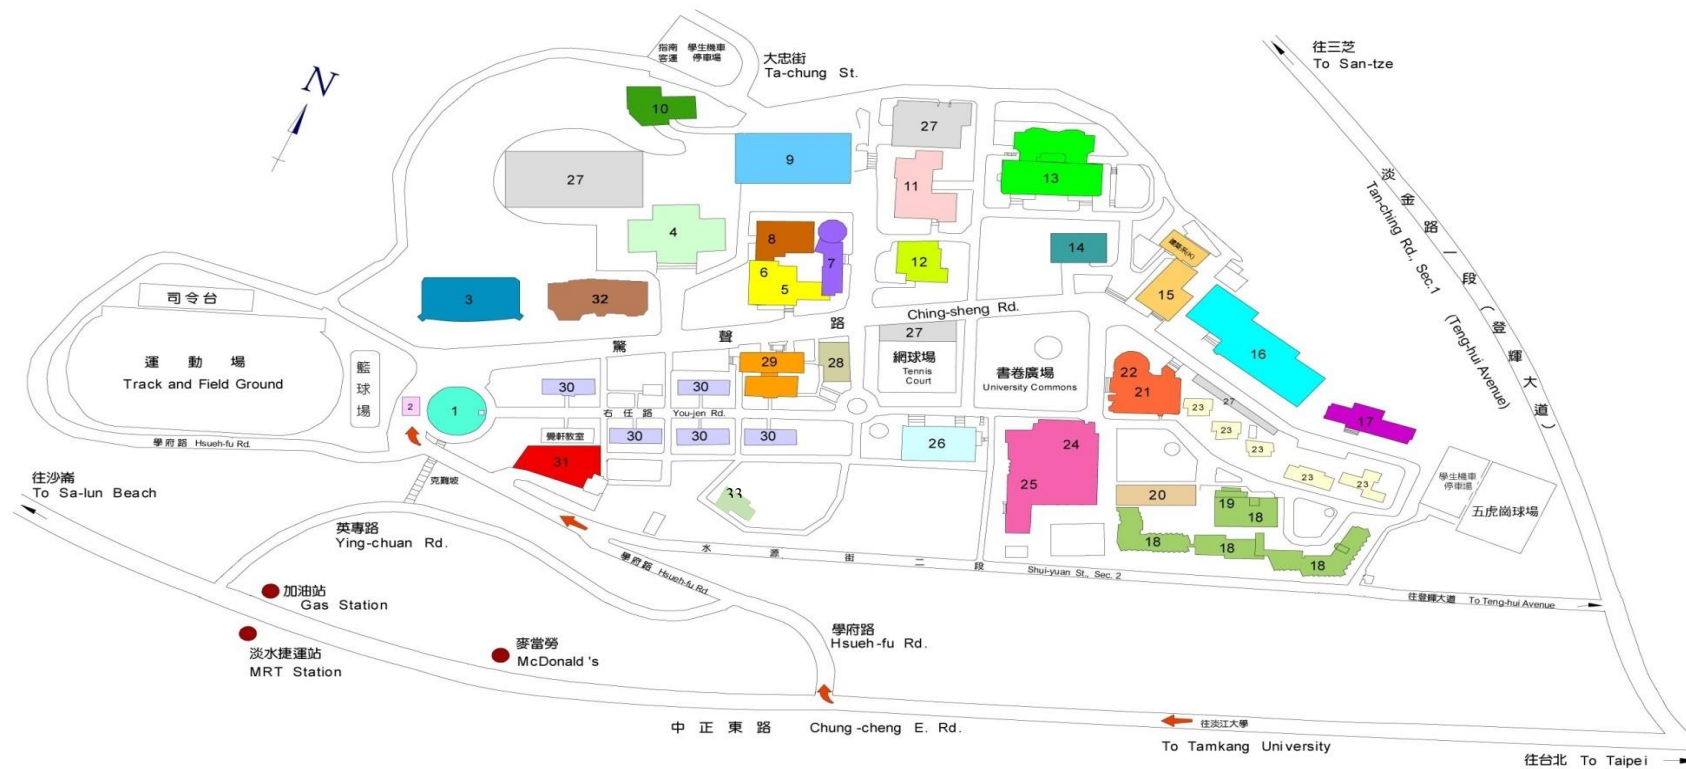 指南 學生機車
客運 停車場
大忠街
Ta-chung St.
往三芝
To San-tze
N
10
27
9
27
11
13
淡金路一段（登輝大道）
Tan-ching Rd., Sec.1 (Teng-hui Avenue)
4
8
7
6
5
12
14
建築系(K)
15
16
17
司令台
3
32
Ching-sheng Rd.
驚聲路
運動場
Track and Field Ground
籃球場
2
1
29
28
27
網球場
Tennis
Court
書卷廣場
University Commons
22
21
23
27
23
23
23
23
30
30
右任路 You-jen Rd.
30
30
30
覺軒教室
31
26
24
25
20
19
18
18
18
18
33
學生機車
停車場
五虎崗球場
學府路 Hsueh-fu Rd.
克難坡
往沙崙
To Sa-lun Beach
英專路
Ying-chuan Rd.
學府路 Hsueh-fu Rd.
水源街二段
Shui-yuan St., Sec. 2
往登輝大道 To Teng-hui Avenue
加油站
Gas Station
淡水捷運站
MRT Station
麥當勞
McDonald's
學府路
Hsueh-fu Rd.
中正東路 Chung-cheng E. Rd.
往淡江大學
To Tamkang University
往台北 To Taipei